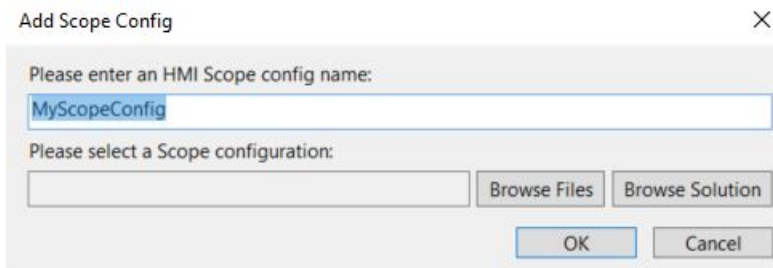 Add Scope Config
Please enter an HMI Scope config name:
MyScopeConfig
Please select a Scope configuration:
Browse Files Browse Solution
OK Cancel